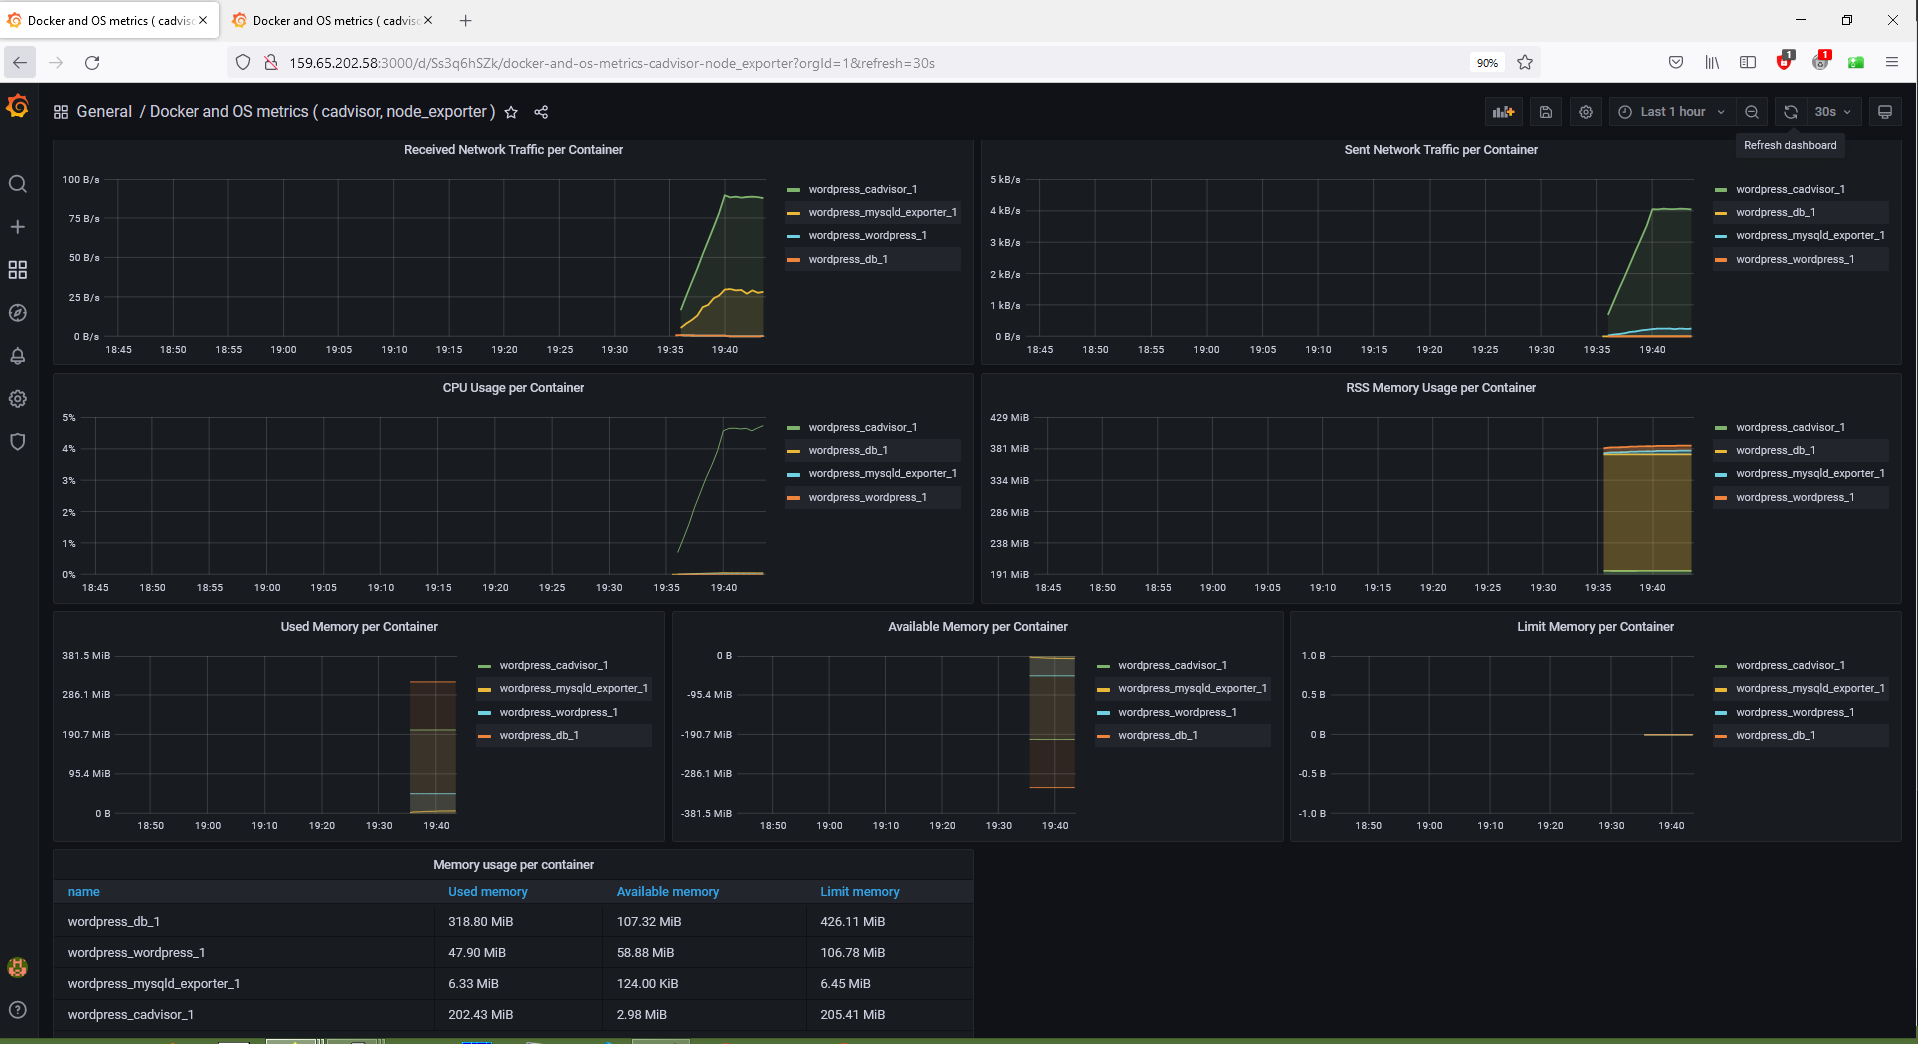 Docker and OS metrics ( cadvisc
Docker and OS metrics ( cadvisc
159.65.202.58:3000/d/Ss3q6hSZk/docker-and-os-metrics-cadvisor-node_exporter?orgId=1&refresh=30s
90%
1
1
General / Docker and OS metrics ( cadvisor, node_exporter )
Last 1 hour
30s
Refresh dashboard
Received Network Traffic per Container
100 B/s
75 B/s
50 B/s
25 B/s
0 B/s
18:45 18:50 18:55 19:00 19:05 19:10 19:15 19:20 19:25 19:30 19:35 19:40
wordpress_cadvisor_1
wordpress_mysqld_exporter_1
wordpress_wordpress_1
wordpress_db_1
Sent Network Traffic per Container
5 kB/s
4 kB/s
3 kB/s
2 kB/s
1 kB/s
0 B/s
18:45 18:50 18:55 19:00 19:05 19:10 19:15 19:20 19:25 19:30 19:35 19:40
wordpress_cadvisor_1
wordpress_db_1
wordpress_mysqld_exporter_1
wordpress_wordpress_1
CPU Usage per Container
5%
4%
3%
2%
1%
0%
18:45 18:50 18:55 19:00 19:05 19:10 19:15 19:20 19:25 19:30 19:35 19:40
wordpress_cadvisor_1
wordpress_db_1
wordpress_mysqld_exporter_1
wordpress_wordpress_1
RSS Memory Usage per Container
429 MiB
381 MiB
334 MiB
286 MiB
238 MiB
191 MiB
18:45 18:50 18:55 19:00 19:05 19:10 19:15 19:20 19:25 19:30 19:35 19:40
wordpress_cadvisor_1
wordpress_db_1
wordpress_mysqld_exporter_1
wordpress_wordpress_1
Used Memory per Container
381.5 MiB
286.1 MiB
190.7 MiB
95.4 MiB
0 B
18:50 19:00 19:10 19:20 19:30 19:40
wordpress_cadvisor_1
wordpress_mysqld_exporter_1
wordpress_wordpress_1
wordpress_db_1
Available Memory per Container
0 B
-95.4 MiB
-190.7 MiB
-286.1 MiB
-381.5 MiB
18:50 19:00 19:10 19:20 19:30 19:40
wordpress_cadvisor_1
wordpress_mysqld_exporter_1
wordpress_wordpress_1
wordpress_db_1
Limit Memory per Container
1.0 B
0.5 B
0 B
-0.5 B
-1.0 B
18:50 19:00 19:10 19:20 19:30 19:40
wordpress_cadvisor_1
wordpress_mysqld_exporter_1
wordpress_wordpress_1
wordpress_db_1
Memory usage per container
name Used memory Available memory Limit memory
wordpress_db_1 318.80 MiB 107.32 MiB 426.11 MiB
wordpress_wordpress_1 47.90 MiB 58.88 MiB 106.78 MiB
wordpress_mysqld_exporter_1 6.33 MiB 124.00 KiB 6.45 MiB
wordpress_cadvisor_1 202.43 MiB 2.98 MiB 205.41 MiB